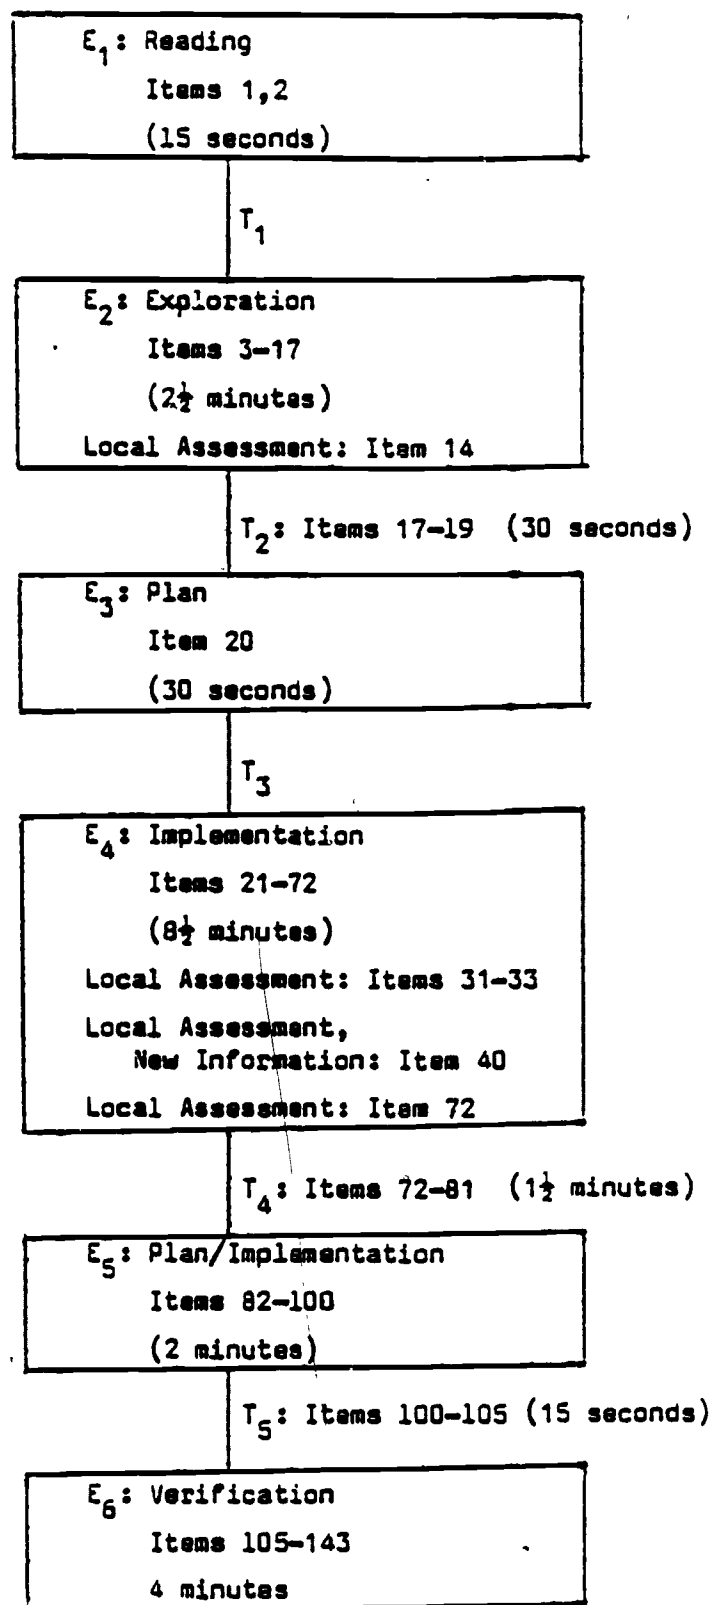 E₁: Reading
Items 1,2
(15 seconds)
T₁
E₂: Exploration
Items 3-17
(2½ minutes)
Local Assessment: Item 14
T₂: Items 17-19 (30 seconds)
E₃: Plan
Item 20
(30 seconds)
T₃
E₄: Implementation
Items 21-72
(8½ minutes)
Local Assessment: Items 31-33
Local Assessment,
New Information: Item 40
Local Assessment: Item 72
T₄: Items 72-81 (1½ minutes)
E₅: Plan/Implementation
Items 82-100
(2 minutes)
T₅: Items 100-105 (15 seconds)
E₆: Verification
Items 105-143
4 minutes